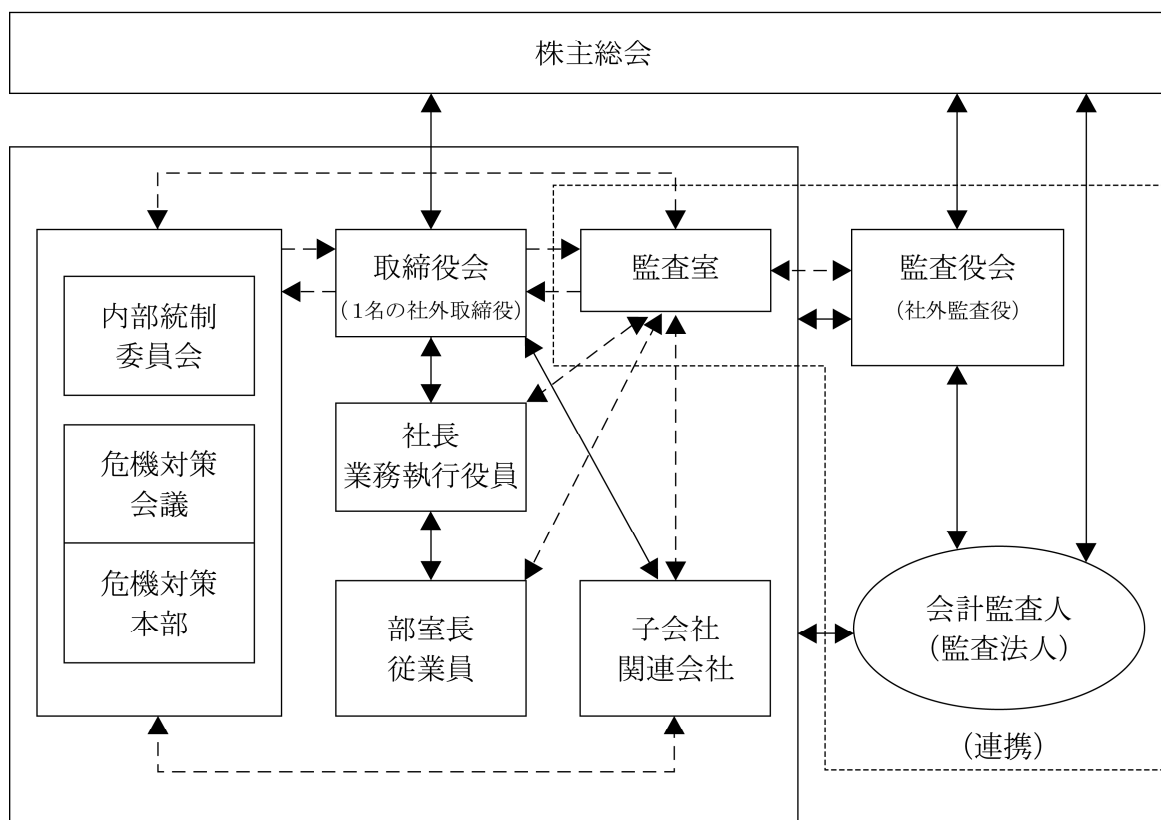 株主総会
取締役会
(1名の社外取締役)
監査室
監査役会
(社外監査役)
内部統制
委員会
社長
業務執行役員
危機対策
会議
危機対策
本部
部室長
従業員
子会社
関連会社
会計監査人
(監査法人)
(連携)